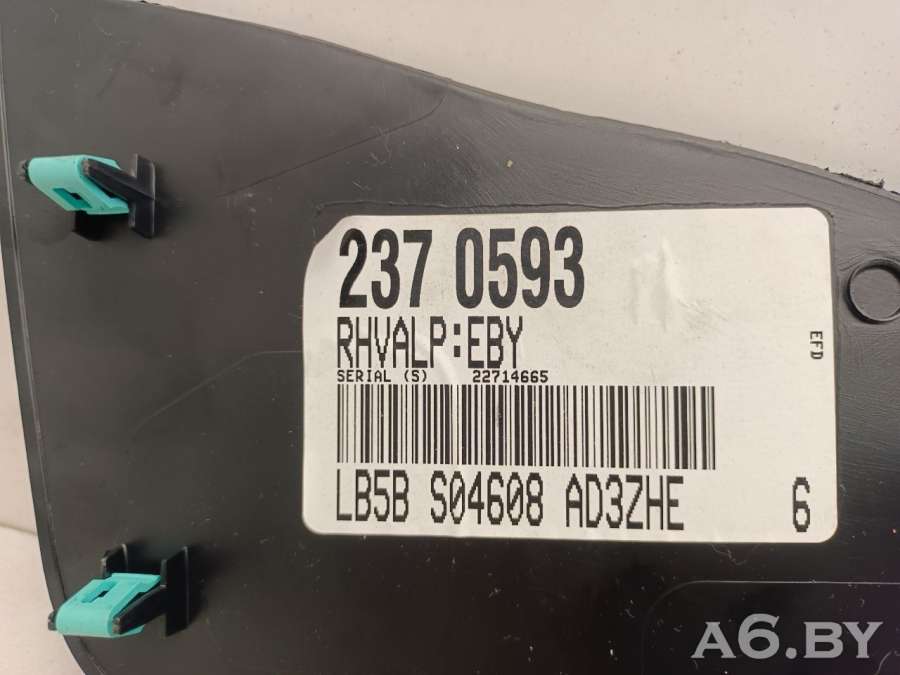 237 0593
RHVALP:EBY
SERIAL (S) 22714665
LB5B S04608 AD3ZHE 6
EFD
A6.BY